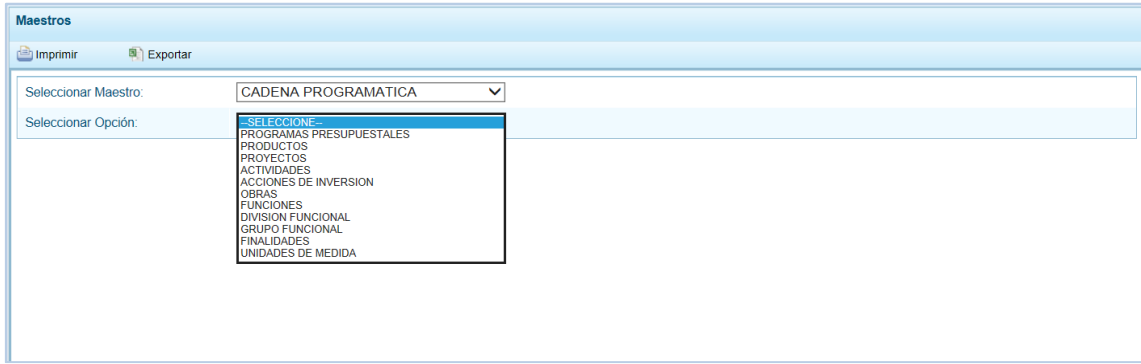 Maestros
Imprimir Exportar
Seleccionar Maestro: CADENA PROGRAMATICA
Seleccionar Opción: --SELECCIONE--
PROGRAMAS PRESUPUESTALES
PRODUCTOS
PROYECTOS
ACTIVIDADES
ACCIONES DE INVERSION
OBRAS
FUNCIONES
DIVISION FUNCIONAL
GRUPO FUNCIONAL
FINALIDADES
UNIDADES DE MEDIDA